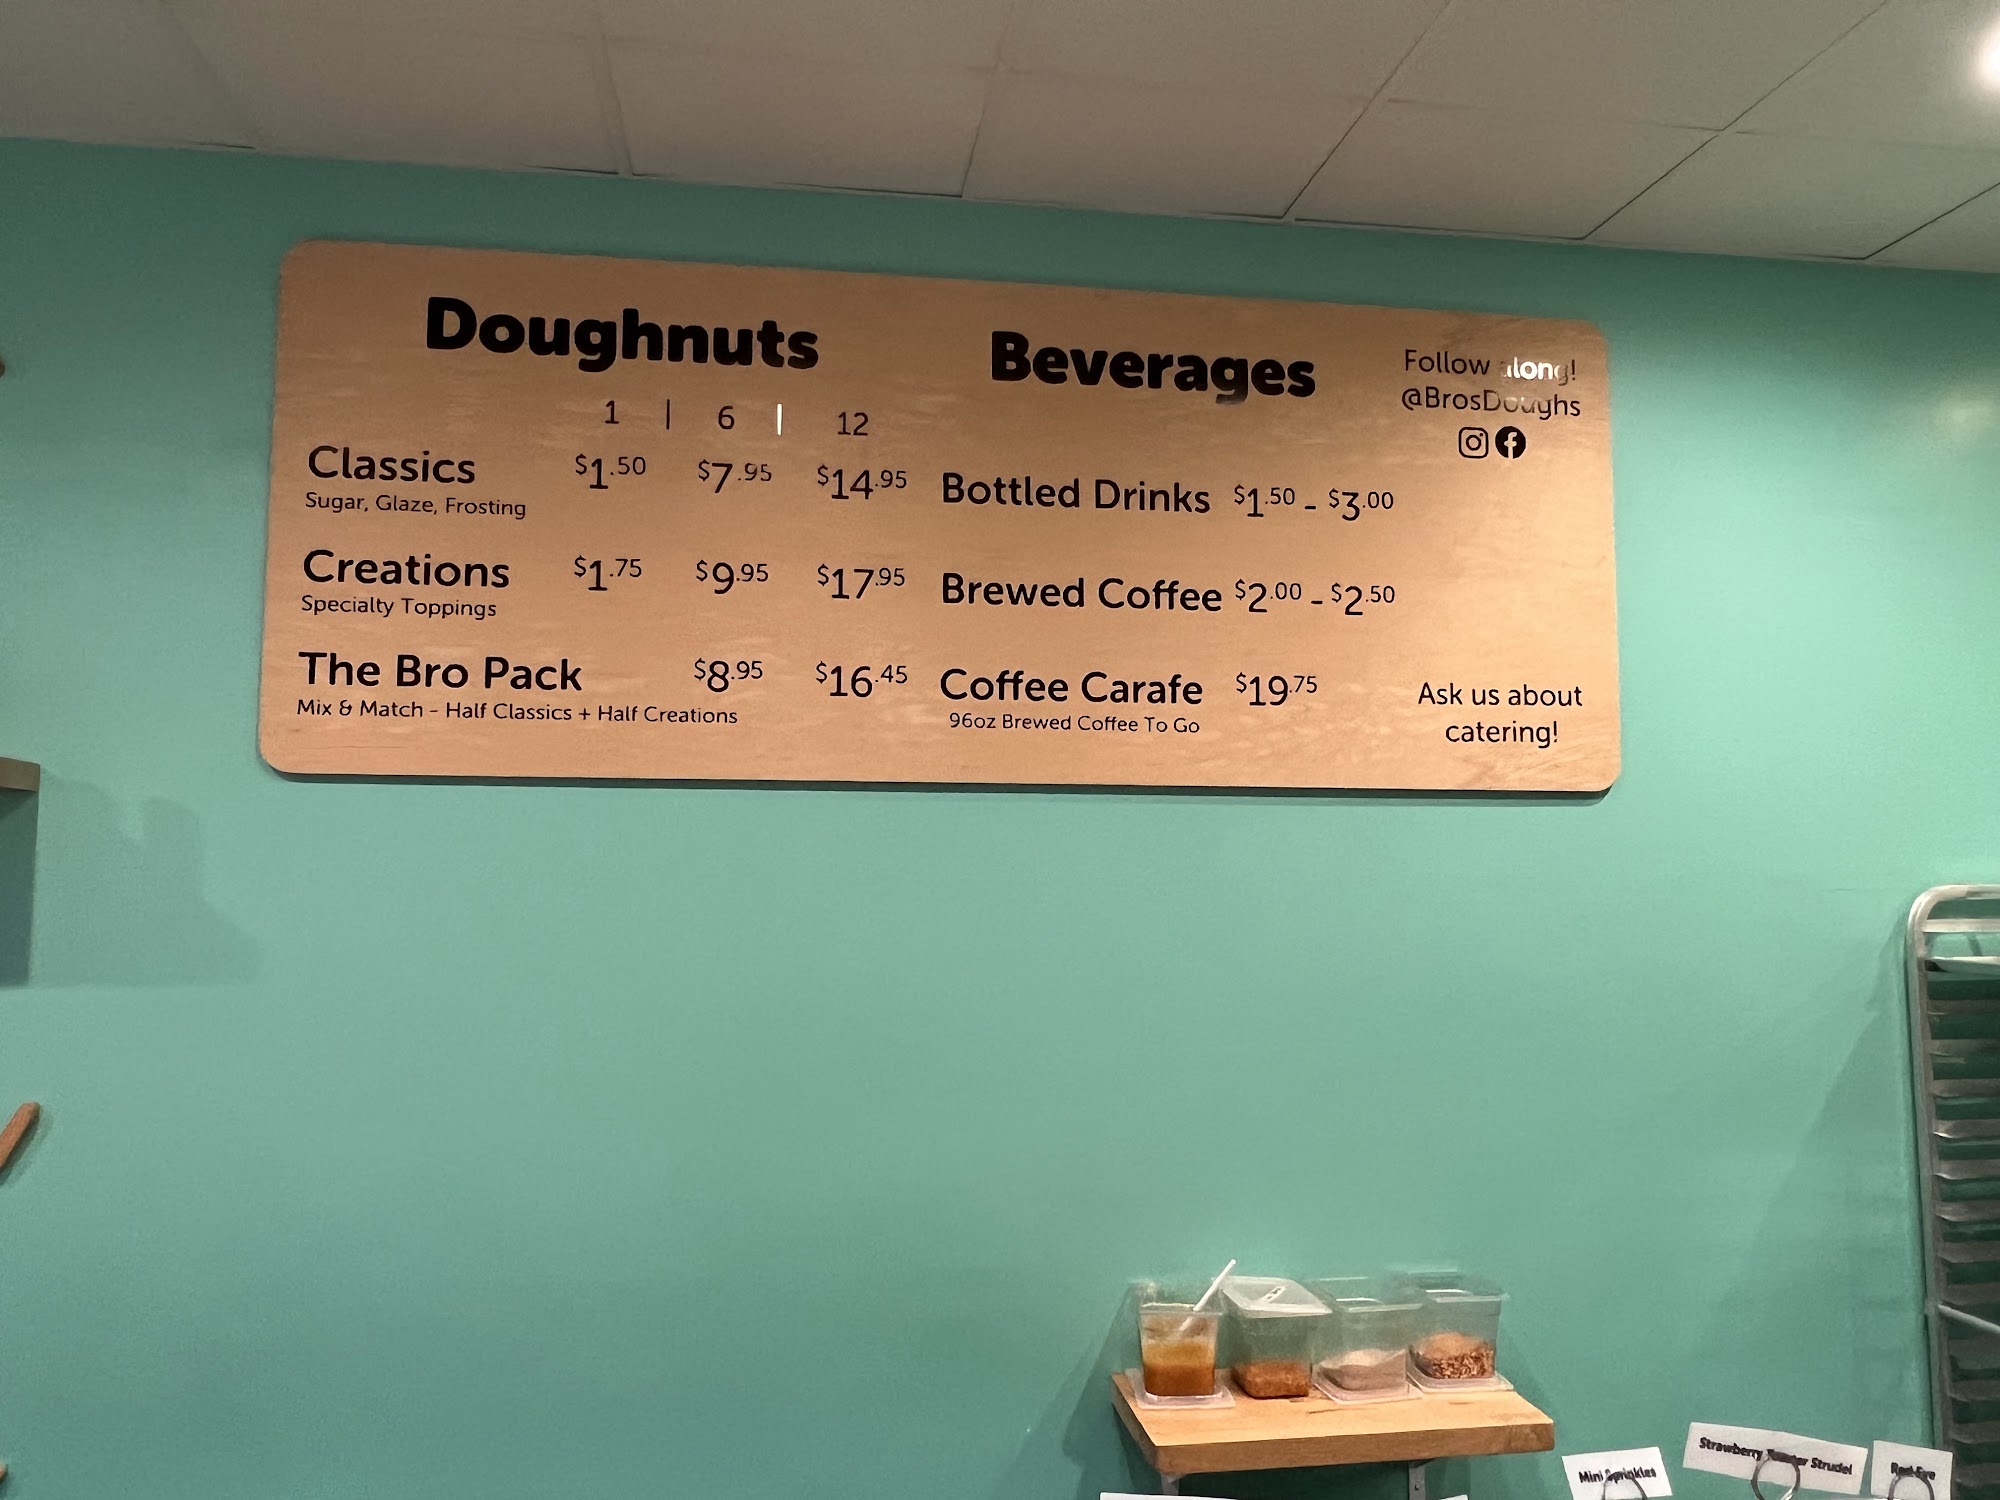 Doughnuts
1 | 6 | 12
Classics $1.50 $7.95 $14.95
Sugar, Glaze, Frosting
Creations $1.75 $9.95 $17.95
Specialty Toppings
The Bro Pack $8.95 $16.45
Mix & Match - Half Classics + Half Creations
Beverages
Bottled Drinks $1.50 - $3.00
Brewed Coffee $2.00 - $2.50
Coffee Carafe $19.75
96oz Brewed Coffee To Go
Follow along!
@BrosDoughs
Ask us about
catering!
Mini Sprinkles
Strawberry Strudel